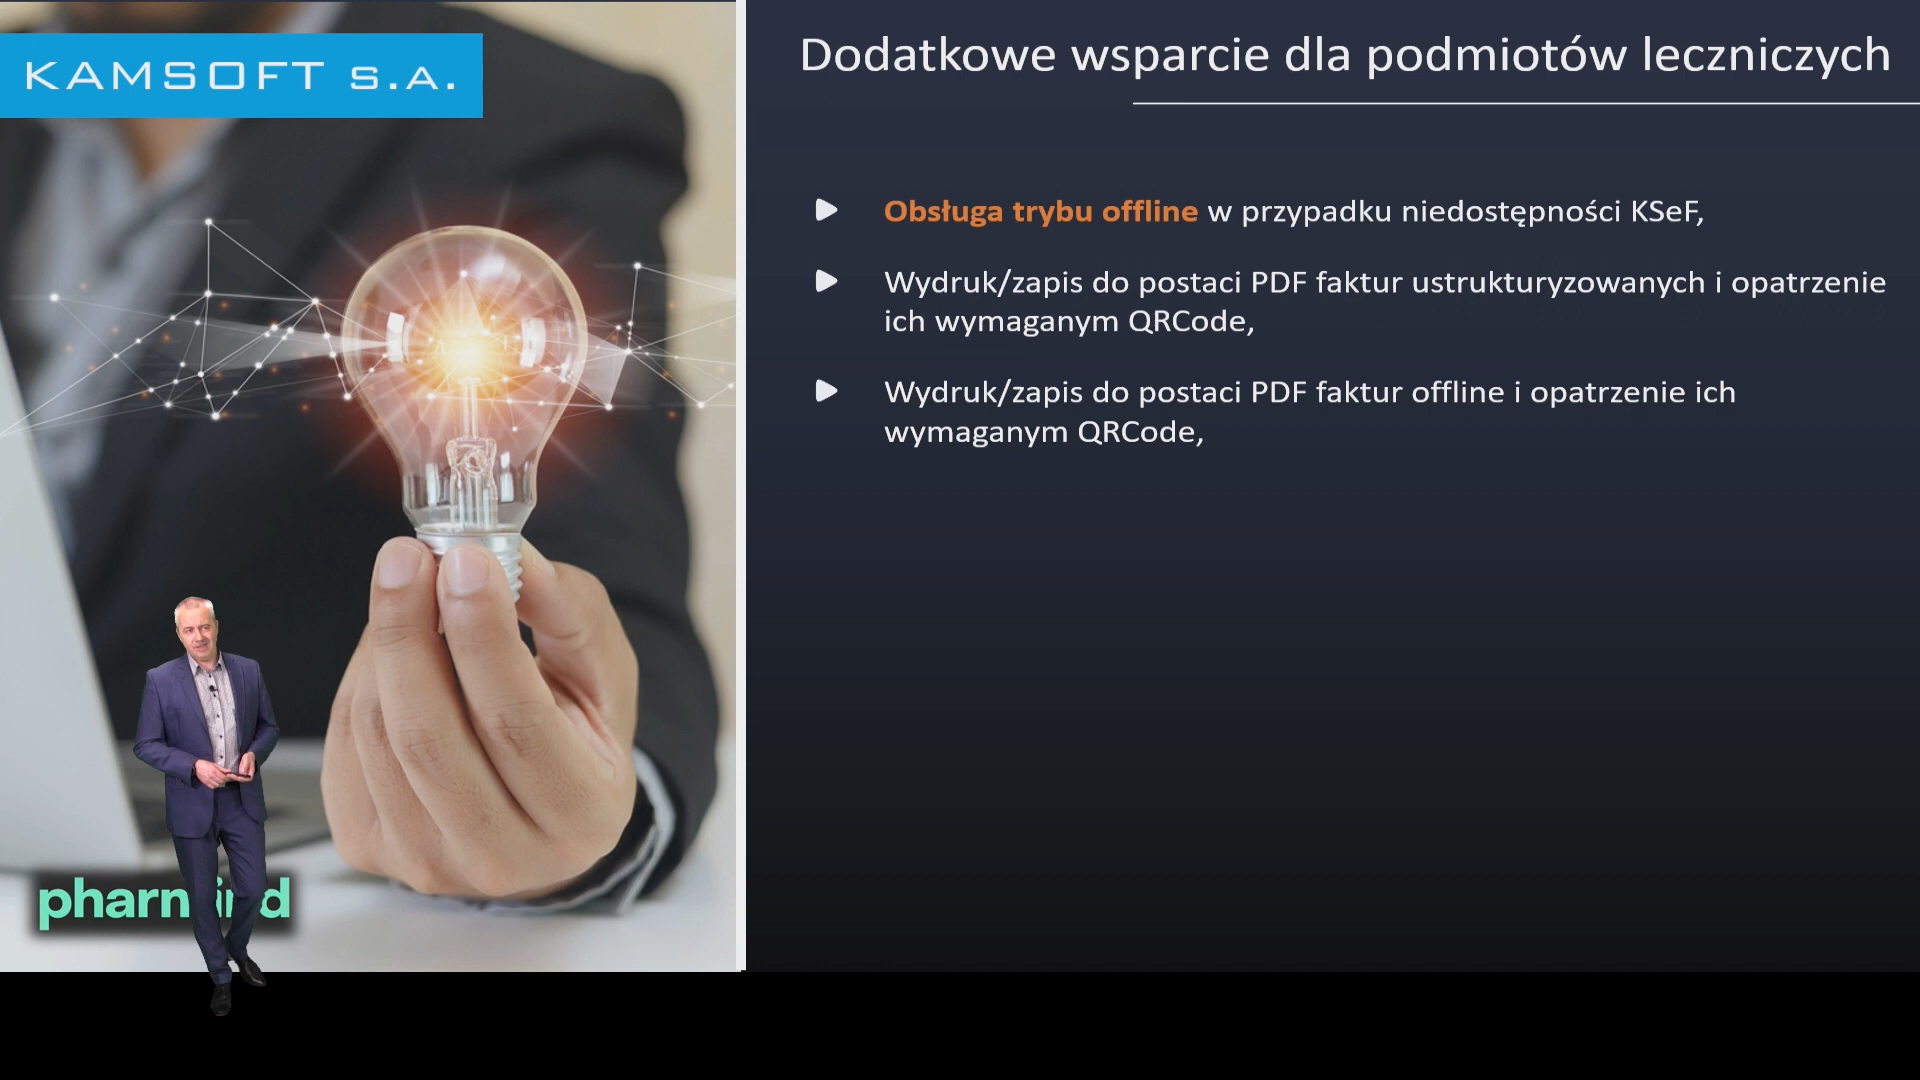 KAMSOFT S.A.
Dodatkowe wsparcie dla podmiotów leczniczych
Obsługa trybu offline w przypadku niedostępności KSeF,
Wydruk/zapis do postaci PDF faktur ustrukturyzowanych i opatrzenie
ich wymaganym QRCode,
Wydruk/zapis do postaci PDF faktur offline i opatrzenie ich
wymaganym QRCode,